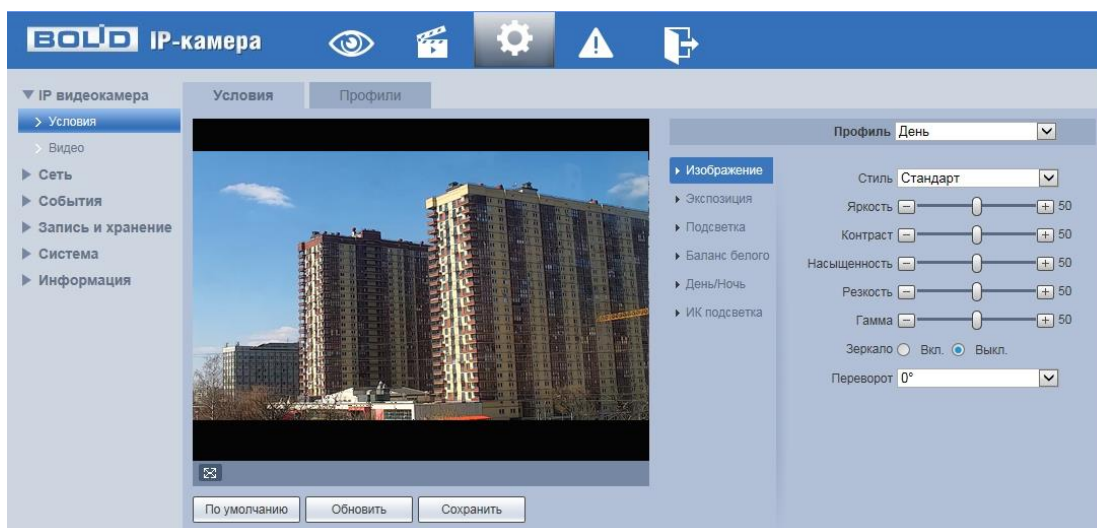 BOLID IP-камера
IP видеокамера
Условия
Видео
Сеть
События
Запись и хранение
Система
Информация
Условия
Профили
Профиль День
Изображение
Экспозиция
Подсветка
Баланс белого
День/Ночь
ИК подсветка
Стиль Стандарт
Яркость 50
Контраст 50
Насыщенность 50
Резкость 50
Гамма 50
Зеркало Вкл. Выкл.
Переворот 0°
По умолчанию
Обновить
Сохранить